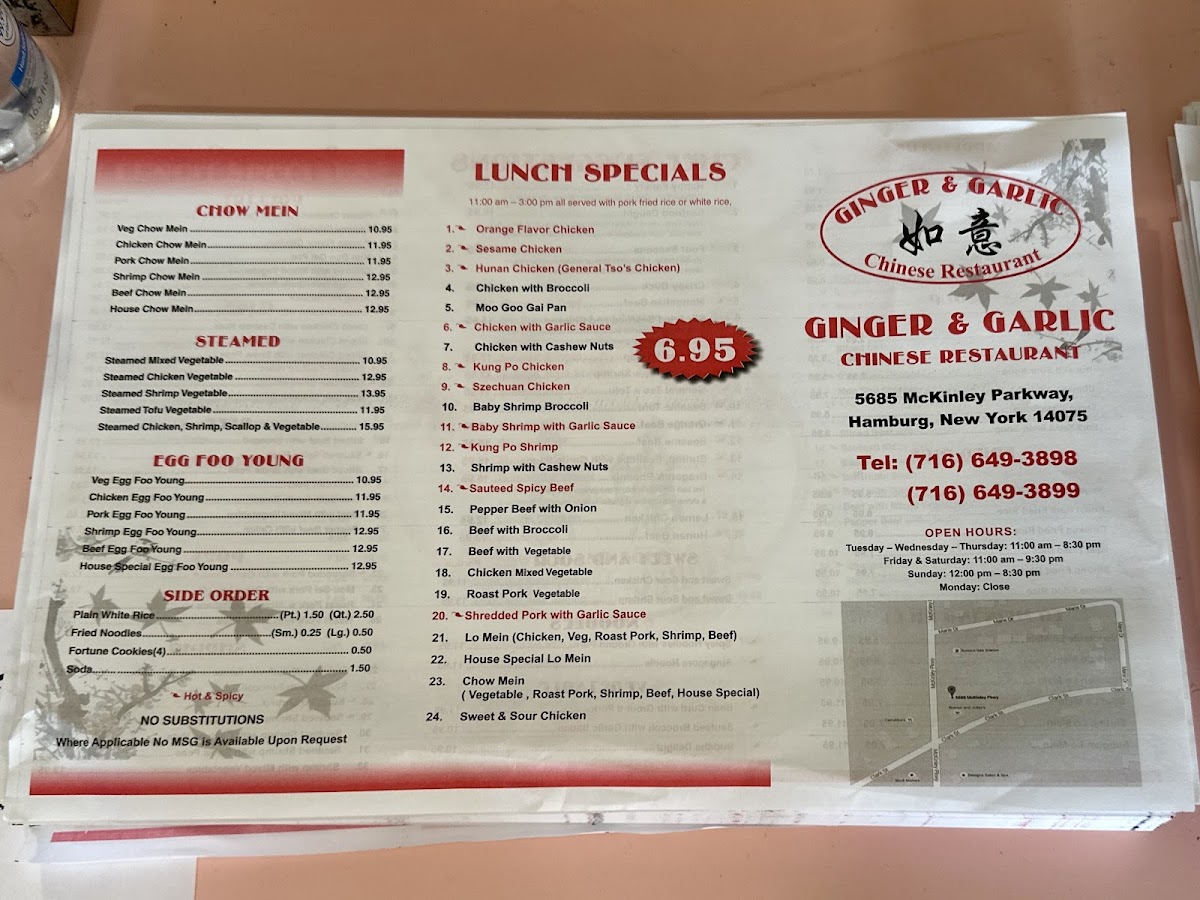 CHOW MEIN
Veg Chow Mein 10.95
Chicken Chow Mein 11.95
Pork Chow Mein 11.95
Shrimp Chow Mein 12.95
Beef Chow Mein 12.95
House Chow Mein 12.95
STEAMED
Steamed Mixed Vegetable 10.95
Steamed Chicken Vegetable 12.95
Steamed Shrimp Vegetable 13.95
Steamed Tofu Vegetable 11.95
Steamed Chicken, Shrimp, Scallop & Vegetable 15.95
EGG FOO YOUNG
Veg Egg Foo Young 10.95
Chicken Egg Foo Young 11.95
Pork Egg Foo Young 11.95
Shrimp Egg Foo Young 12.95
Beef Egg Foo Young 12.95
House Special Egg Foo Young 12.95
SIDE ORDER
Plain White Rice (Pt.) 1.50 (Qt.) 2.50
Fried Noodles (Sm.) 0.25 (Lg.) 0.50
Fortune Cookies(4) 0.50
Soda 1.50
Hot & Spicy
NO SUBSTITUTIONS
Where Applicable No MSG is Available Upon Request
LUNCH SPECIALS
11:00 am – 3:00 pm all served with pork fried rice or white rice.
1. Orange Flavor Chicken
2. Sesame Chicken
3. Hunan Chicken (General Tso's Chicken)
4. Chicken with Broccoli
5. Moo Goo Gai Pan
6. Chicken with Garlic Sauce
7. Chicken with Cashew Nuts
8. Kung Po Chicken
9. Szechuan Chicken
10. Baby Shrimp Broccoli
11. Baby Shrimp with Garlic Sauce
12. Kung Po Shrimp
13. Shrimp with Cashew Nuts
14. Sauteed Spicy Beef
15. Pepper Beef with Onion
16. Beef with Broccoli
17. Beef with Vegetable
18. Chicken Mixed Vegetable
19. Roast Pork Vegetable
20. Shredded Pork with Garlic Sauce
21. Lo Mein (Chicken, Veg, Roast Pork, Shrimp, Beef)
22. House Special Lo Mein
23. Chow Mein
( Vegetable , Roast Pork, Shrimp, Beef, House Special)
24. Sweet & Sour Chicken
6.95
GINGER & GARLIC
如意
Chinese Restaurant
GINGER & GARLIC
CHINESE RESTAURANT
5685 McKinley Parkway,
Hamburg, New York 14075
Tel: (716) 649-3898
(716) 649-3899
OPEN HOURS:
Tuesday – Wednesday – Thursday: 11:00 am – 8:30 pm
Friday & Saturday: 11:00 am – 9:30 pm
Sunday: 12:00 pm – 8:30 pm
Monday: Close
5685 McKinley Pkwy
McKinley Pkwy
Clark St
Clark St
Clark St